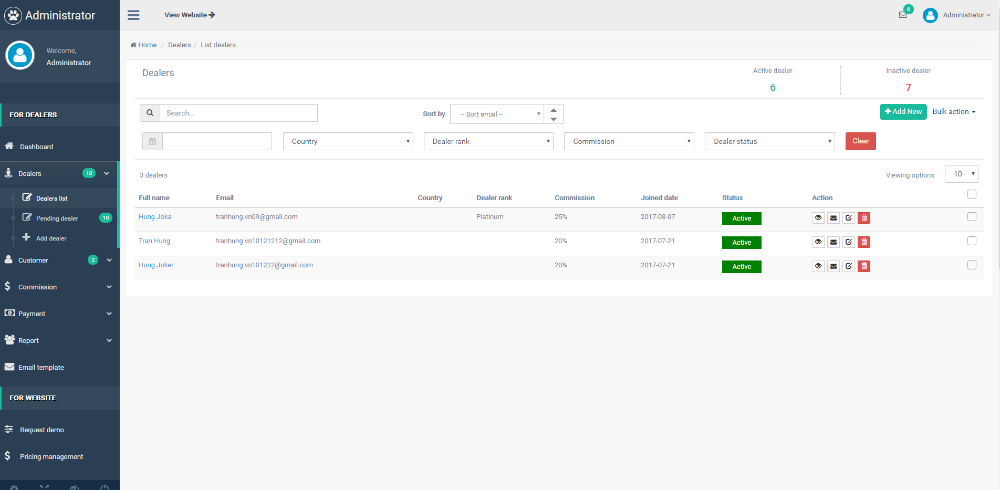 Administrator
Welcome,
Administrator
FOR DEALERS
Dashboard
Dealers 10
Dealers list
Pending dealer 10
Add dealer
Customer 2
Commission
Payment
Report
Email template
FOR WEBSITE
Request demo
Pricing management
View Website
6
Administrator
Home / Dealers / List dealers
Dealers
Active dealer
6
Inactive dealer
7
Search...
Sort by
-- Sort email --
Add New
Bulk action
Country
Dealer rank
Commission
Dealer status
Clear
3 dealers
Viewing options 10
Full name Email Country Dealer rank Commission Joined date Status Action
Hung Joka tranhung.vn09@gmail.com Platinum 25% 2017-08-07 Active
Tran Hung tranhung.vn10121212@gmail.com 20% 2017-07-21 Active
Hung Joker tranhung.vn101212@gmail.com 20% 2017-07-21 Active